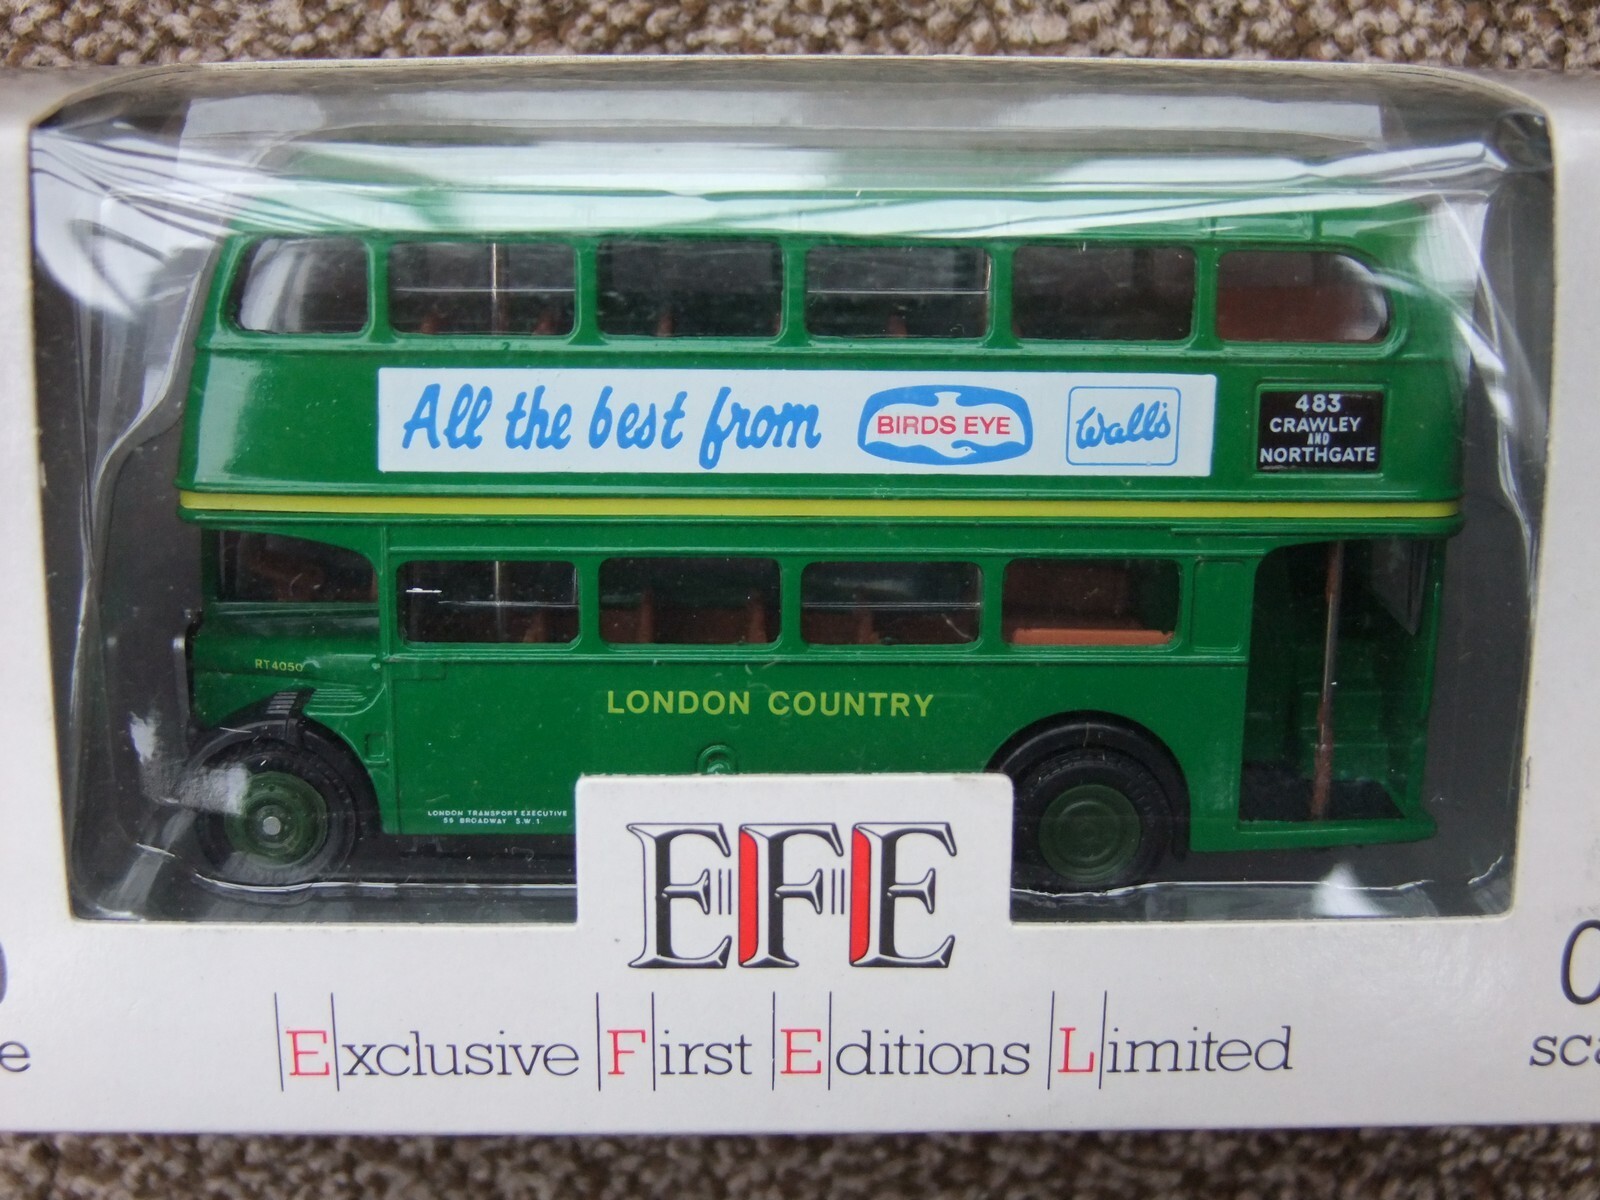 All the best from BIRDS EYE Wall's
483
CRAWLEY
AND
NORTHGATE
RT4050
LONDON COUNTRY
LONDON TRANSPORT EXECUTIVE
55 BROADWAY S.W.1.
EFE
Exclusive First Editions Limited